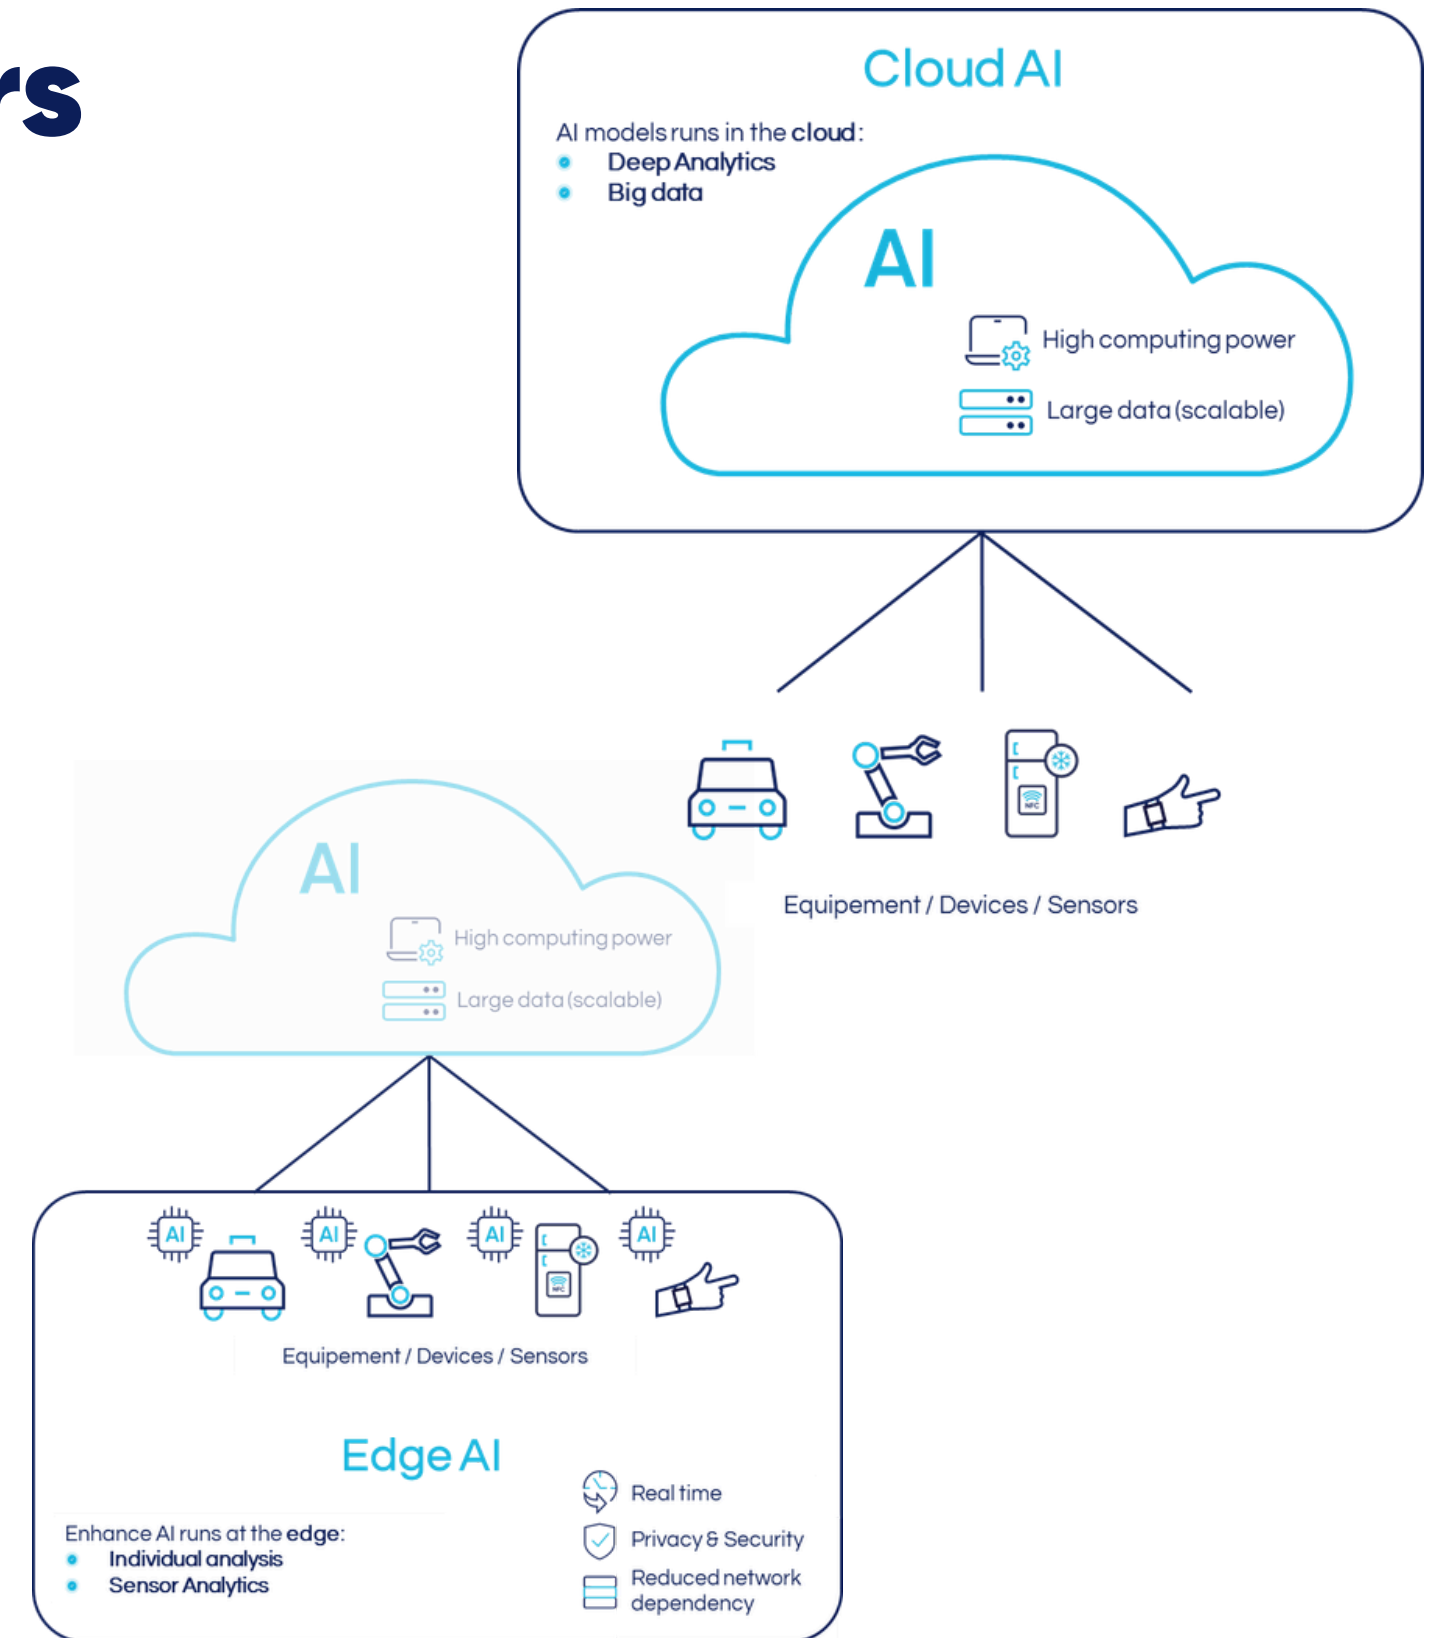 rs
Cloud AI
AI models runs in the cloud:
Deep Analytics
Big data
AI
High computing power
Large data (scalable)
NFC
Equipement / Devices / Sensors
AI
High computing power
Large data (scalable)
AI
AI
AI
AI
NFC
Equipement / Devices / Sensors
Edge AI
Enhance AI runs at the edge:
Individual analysis
Sensor Analytics
Real time
Privacy & Security
Reduced network
dependency